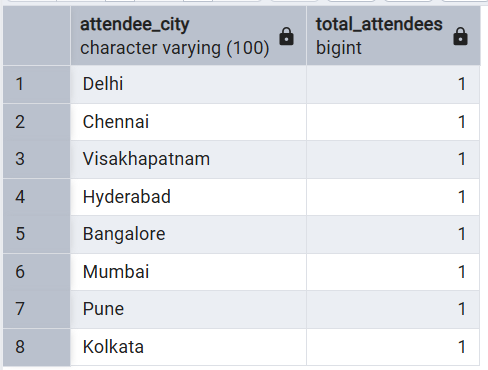 attendee_city total_attendees
character varying (100) bigint
1 Delhi 1
2 Chennai 1
3 Visakhapatnam 1
4 Hyderabad 1
5 Bangalore 1
6 Mumbai 1
7 Pune 1
8 Kolkata 1